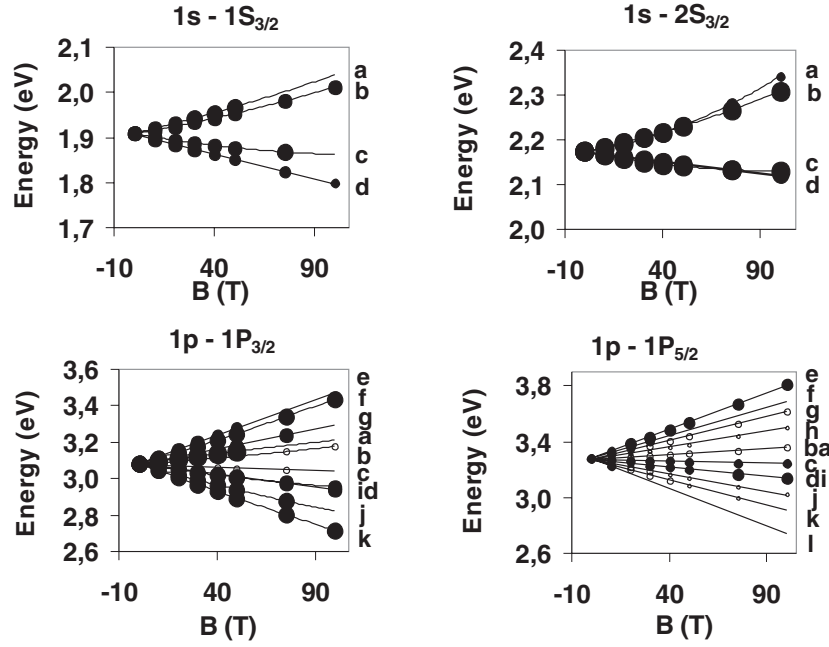 1s - 1S3/2
Energy (eV)
2,1
2,0
1,9
1,8
1,7
-10
40
90
B (T)
a
b
c
d
1s - 2S3/2
Energy (eV)
2,4
2,3
2,2
2,1
2,0
-10
40
90
B (T)
a
b
c
d
1p - 1P3/2
Energy (eV)
3,6
3,4
3,2
3,0
2,8
2,6
-10
40
90
B (T)
e
f
g
a
b
c
id
j
k
1p - 1P5/2
Energy (eV)
3,8
3,4
3,0
2,6
-10
40
90
B (T)
e
f
g
h
ba
c
di
j
k
l